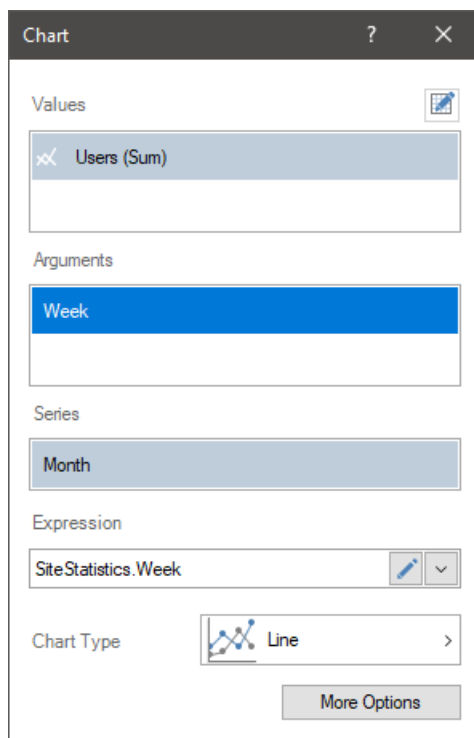 Chart ?
Values
Users (Sum)
Arguments
Week
Series
Month
Expression
SiteStatistics.Week
Chart Type Line
More Options